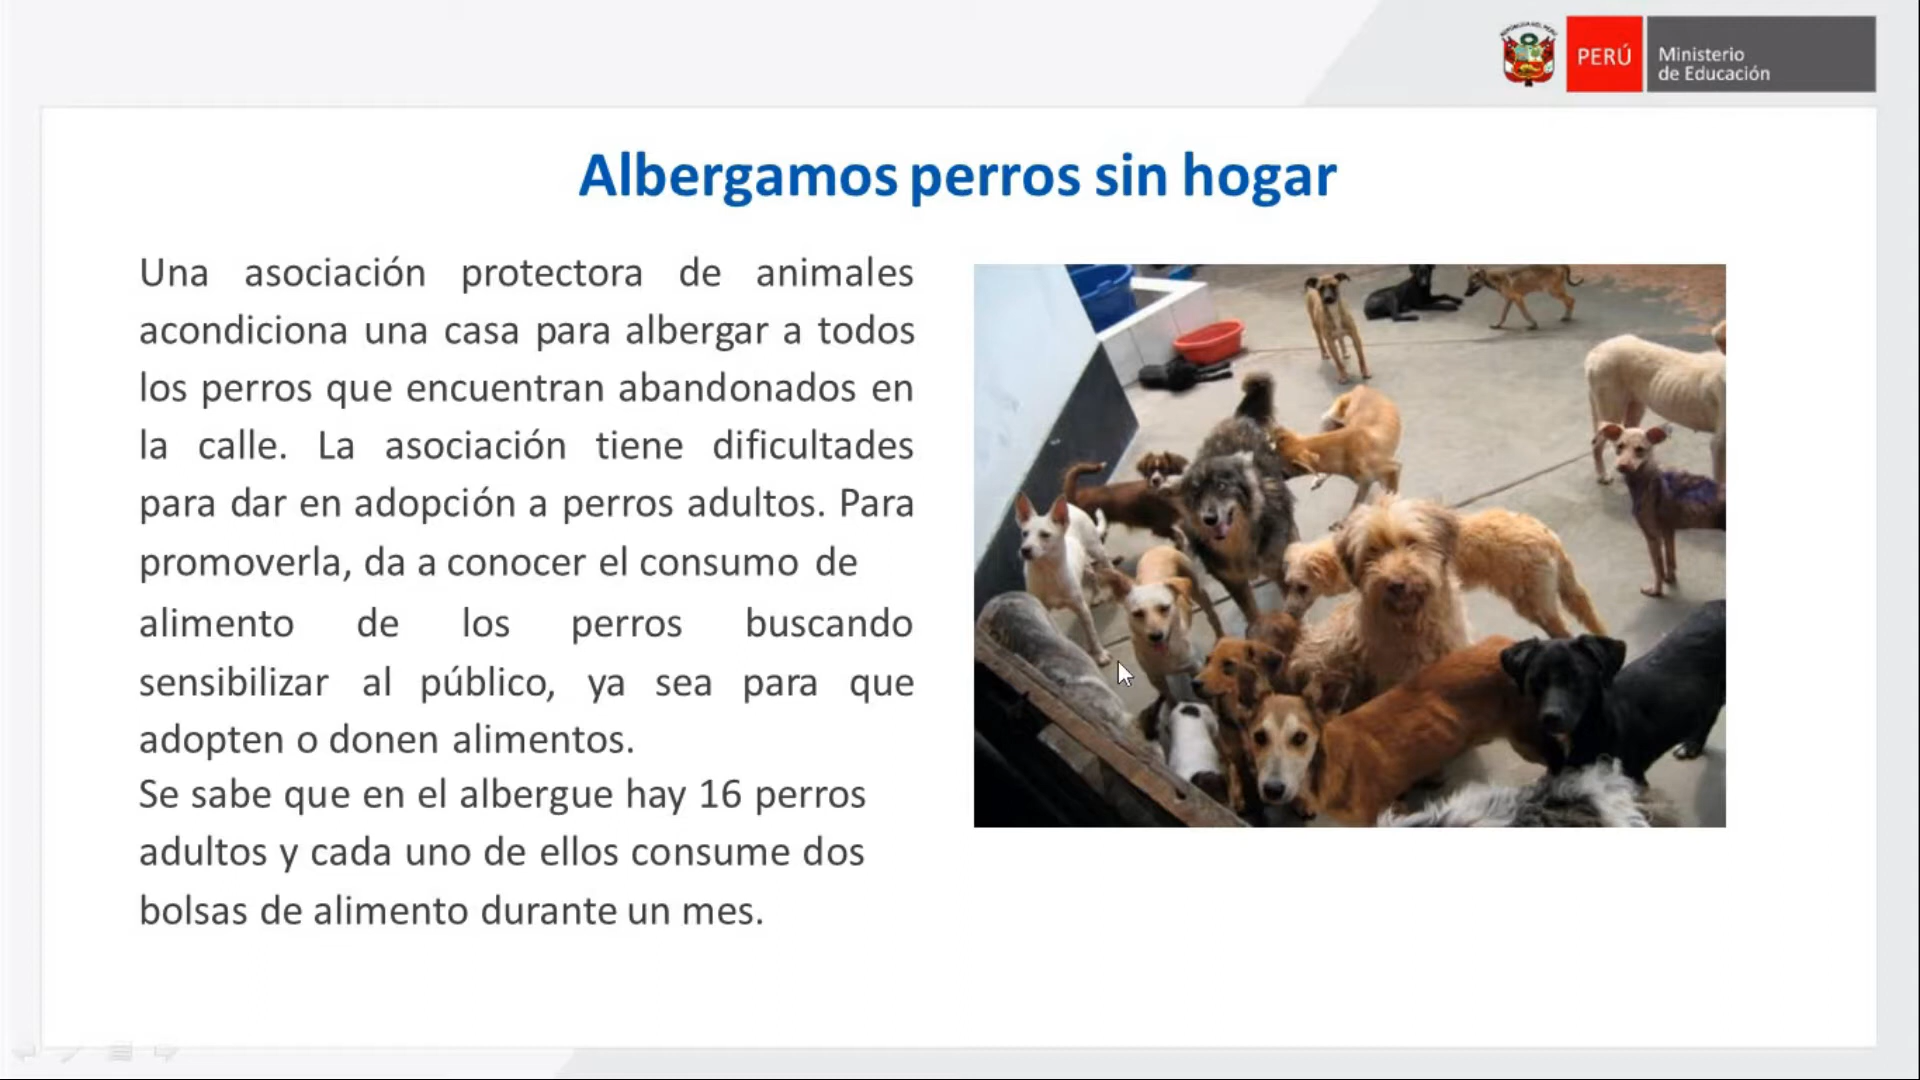 PERÚ
Ministerio
de Educación
Albergamos perros sin hogar
Una asociación protectora de animales
acondiciona una casa para albergar a todos
los perros que encuentran abandonados en
la calle. La asociación tiene dificultades
para dar en adopción a perros adultos. Para
promoverla, da a conocer el consumo de
alimento de los perros buscando
sensibilizar al público, ya sea para que
adopten o donen alimentos.
Se sabe que en el albergue hay 16 perros
adultos y cada uno de ellos consume dos
bolsas de alimento durante un mes.